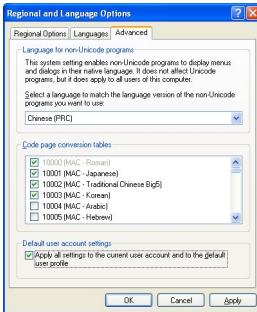 Regional and Language Options
Regional Options
Languages
Advanced
Language for non-Unicode programs
This system setting enables non-Unicode programs to display menus
and dialogs in their native language. It does not affect Unicode
programs, but it does apply to all users of this computer.
Select a language to match the language version of the non-Unicode
programs you want to use:
Chinese (PRC)
Code page conversion tables
10000 (MAC - Roman)
10001 (MAC - Japanese)
10002 (MAC - Traditional Chinese Big5)
10003 (MAC - Korean)
10004 (MAC - Arabic)
10005 (MAC - Hebrew)
Default user account settings
Apply all settings to the current user account and to the default
user profile
OK
Cancel
Apply